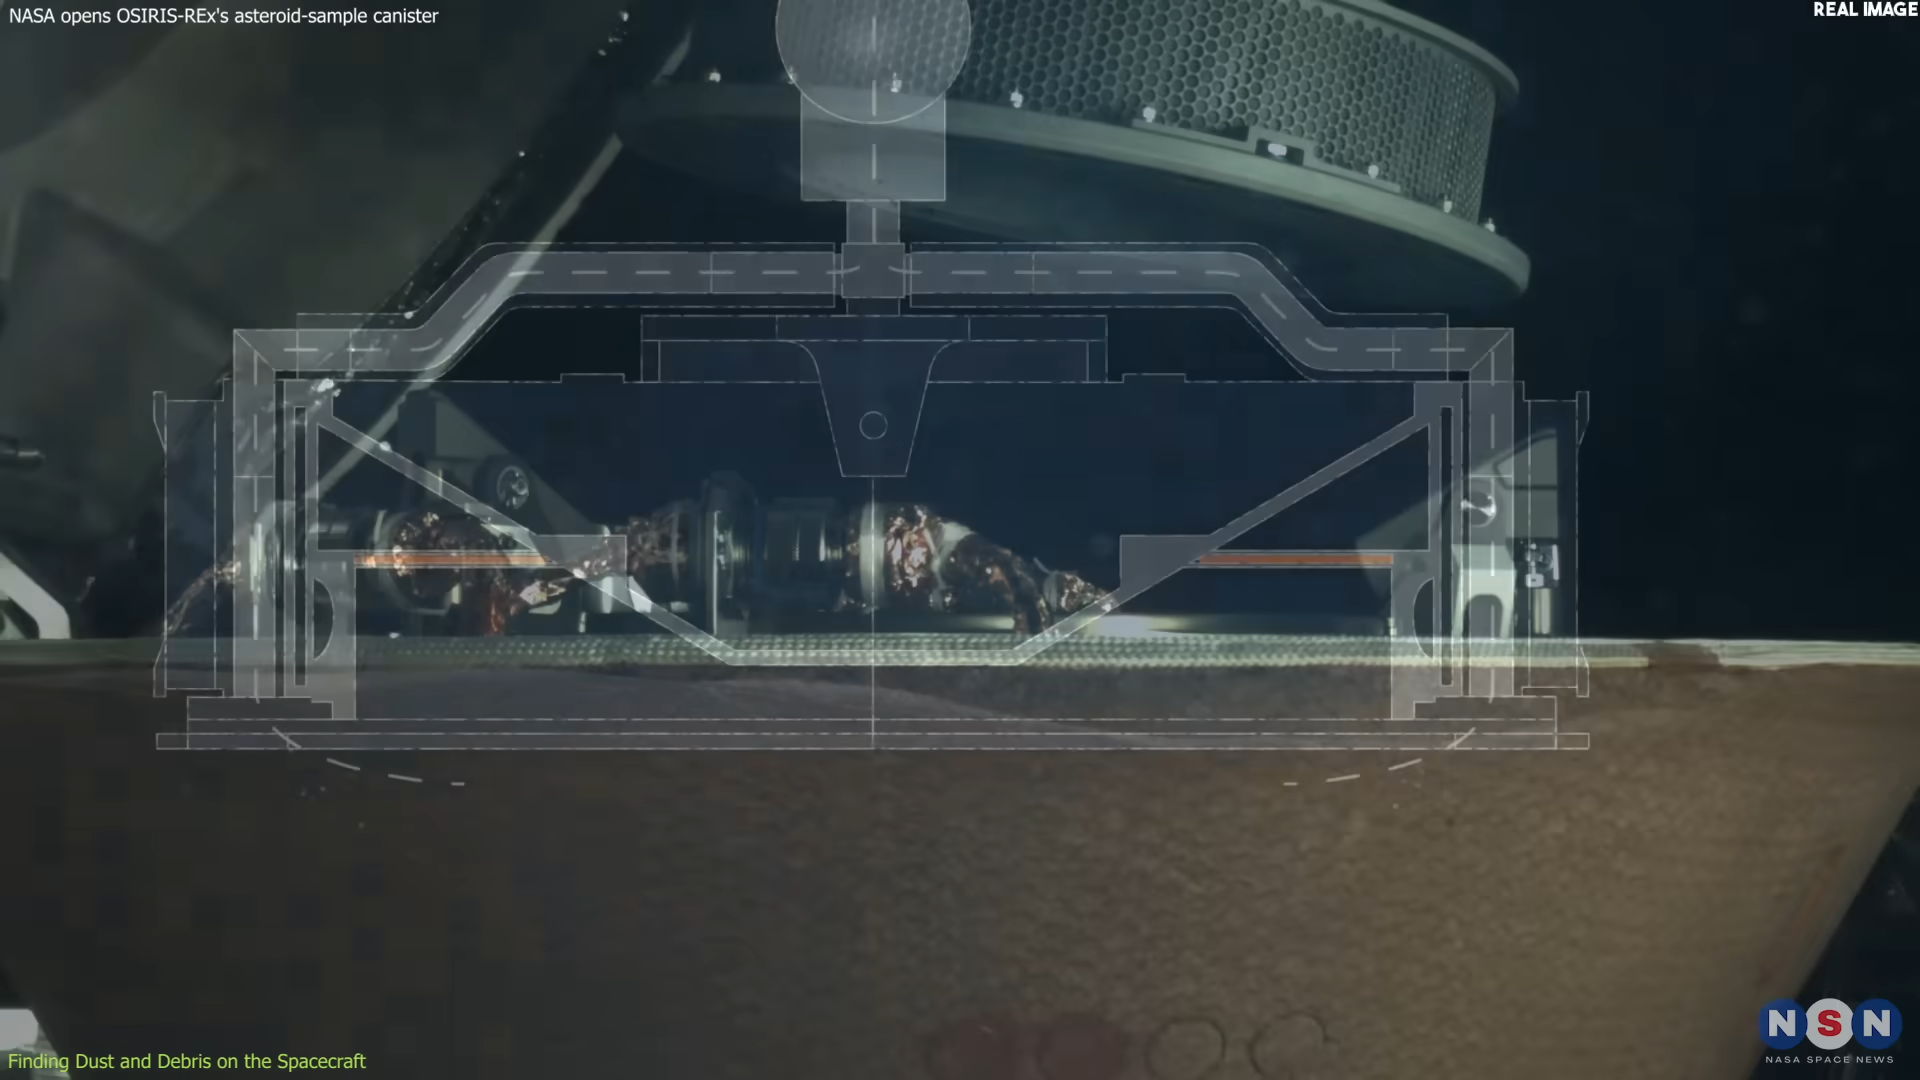 NASA opens OSIRIS-REx's asteroid-sample canister
REAL IMAGE
Finding Dust and Debris on the Spacecraft
NSN
NASA SPACE NEWS